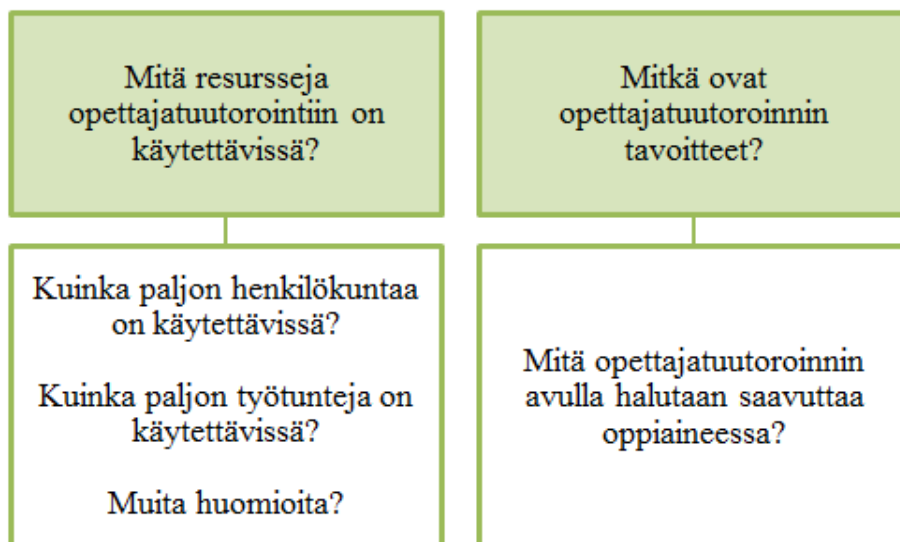 Mitä resursseja
opettajatuutorointiin on
käytettävissä?
Mitkä ovat
opettajatuutoroinnin
tavoitteet?
Kuinka paljon henkilökuntaa
on käytettävissä?
Kuinka paljon työtunteja on
käytettävissä?
Muita huomioita?
Mitä opettajatuutoroinnin
avulla halutaan saavuttaa
oppiaineessa?